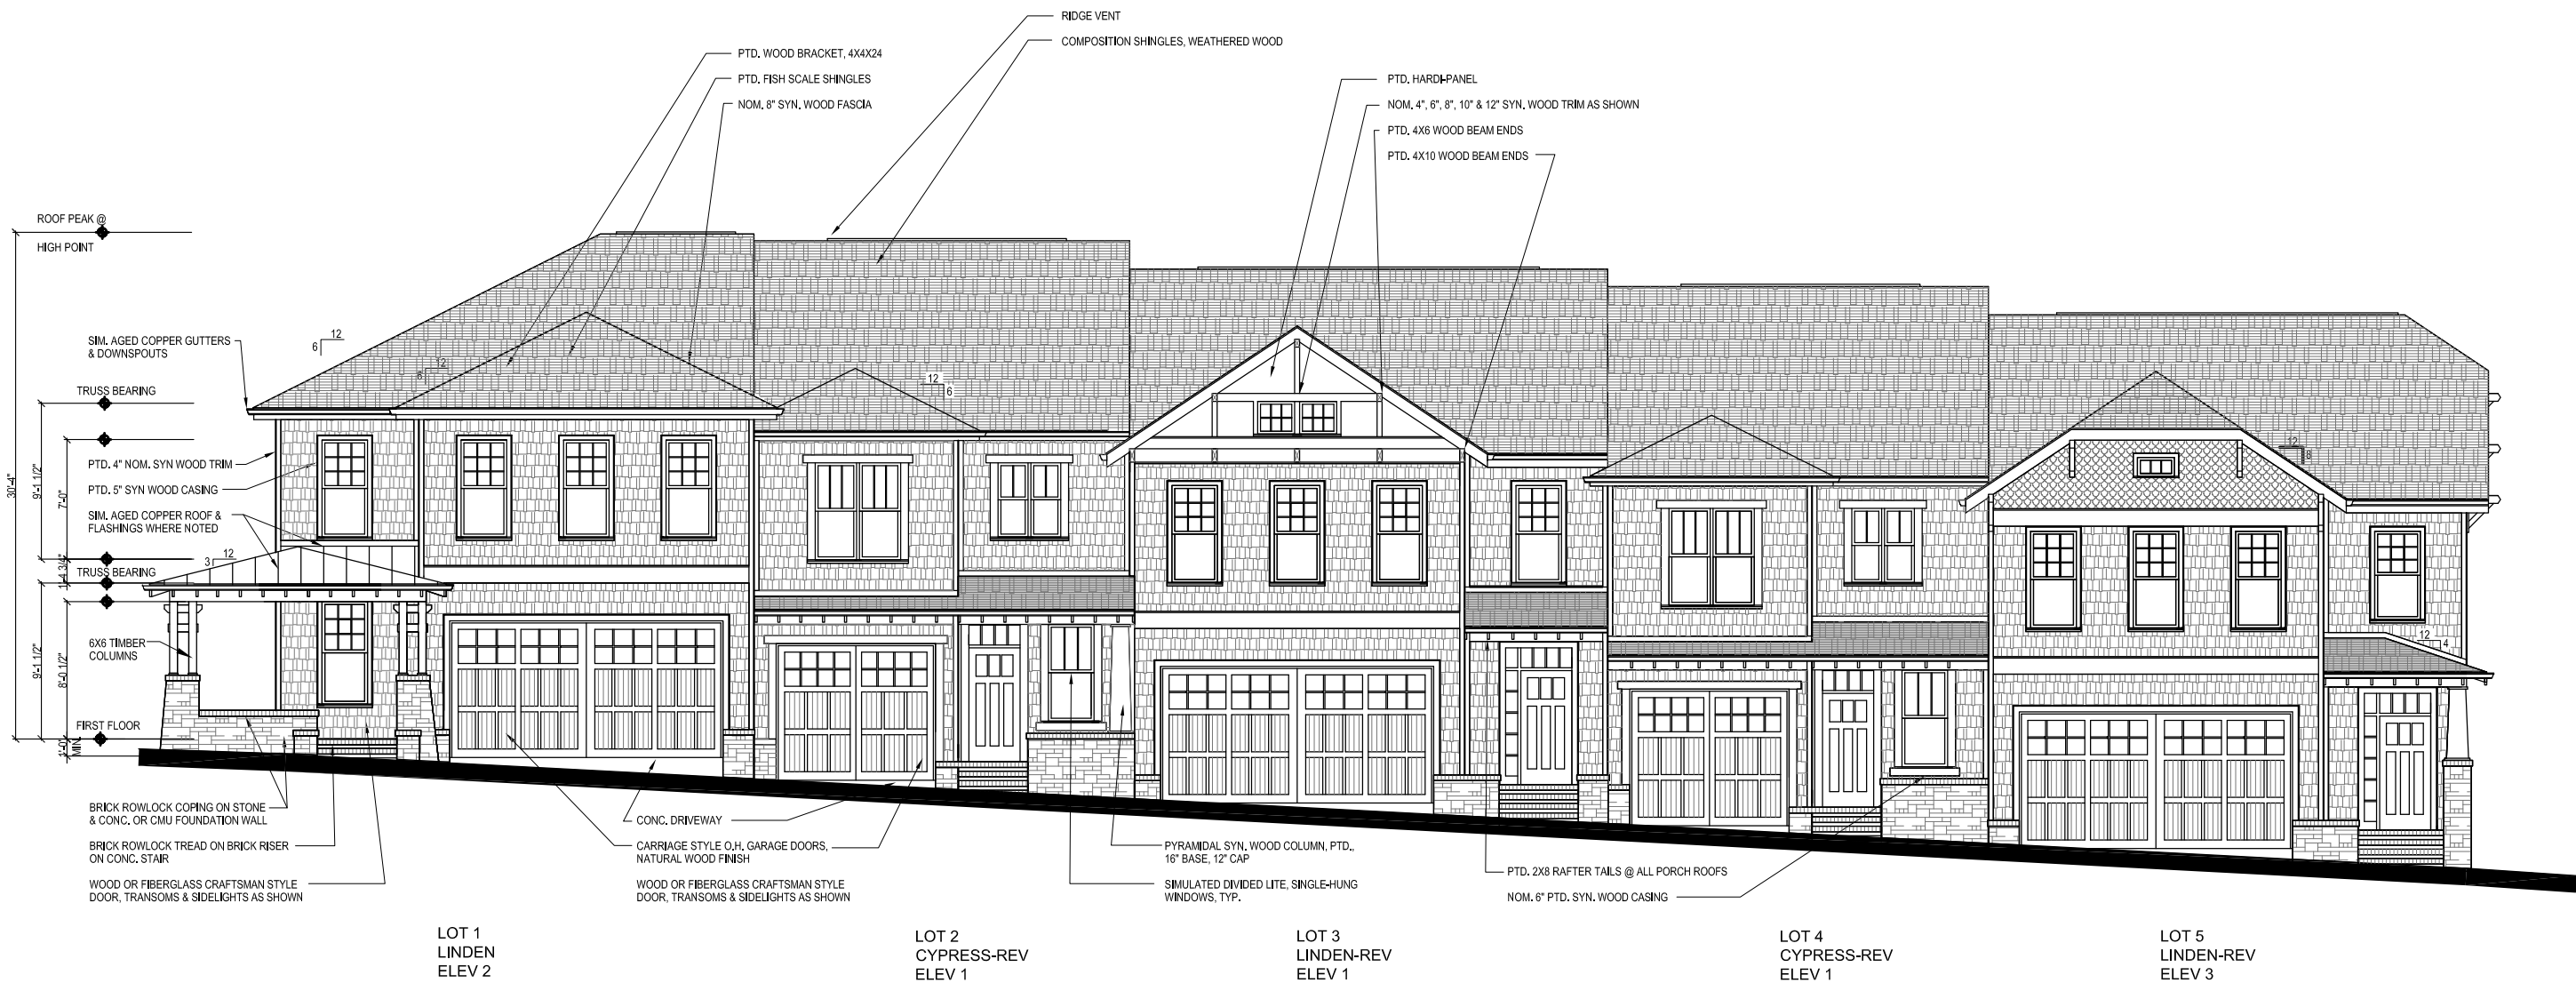 RIDGE VENT
COMPOSITION SHINGLES, WEATHERED WOOD
PTD. WOOD BRACKET, 4X4X24
PTD. FISH SCALE SHINGLES
NOM. 8" SYN. WOOD FASCIA
PTD. HARDI-PANEL
NOM. 4", 6", 8", 10" & 12" SYN. WOOD TRIM AS SHOWN
PTD. 4X6 WOOD BEAM ENDS
PTD. 4X10 WOOD BEAM ENDS
ROOF PEAK @
HIGH POINT
SIM. AGED COPPER GUTTERS
& DOWNSPOUTS
12
6
12
12
6
TRUSS BEARING
30'-4"
9'-1 1/2"
7'-0"
PTD. 4" NOM. SYN WOOD TRIM
PTD. 5" SYN WOOD CASING
SIM. AGED COPPER ROOF &
FLASHINGS WHERE NOTED
12
8
12
3
TRUSS BEARING
1'-4 3/4"
9'-1 1/2"
8'-0 1/2"
6X6 TIMBER
COLUMNS
12
4
FIRST FLOOR
1'-0"
MIN.
BRICK ROWLOCK COPING ON STONE
& CONC. OR CMU FOUNDATION WALL
BRICK ROWLOCK TREAD ON BRICK RISER
ON CONC. STAIR
WOOD OR FIBERGLASS CRAFTSMAN STYLE
DOOR, TRANSOMS & SIDELIGHTS AS SHOWN
CONC. DRIVEWAY
CARRIAGE STYLE O.H. GARAGE DOORS,
NATURAL WOOD FINISH
WOOD OR FIBERGLASS CRAFTSMAN STYLE
DOOR, TRANSOMS & SIDELIGHTS AS SHOWN
PYRAMIDAL SYN. WOOD COLUMN, PTD.,
16" BASE, 12" CAP
SIMULATED DIVIDED LITE, SINGLE-HUNG
WINDOWS, TYP.
PTD. 2X8 RAFTER TAILS @ ALL PORCH ROOFS
NOM. 6" PTD. SYN. WOOD CASING
LOT 1
LINDEN
ELEV 2
LOT 2
CYPRESS-REV
ELEV 1
LOT 3
LINDEN-REV
ELEV 1
LOT 4
CYPRESS-REV
ELEV 1
LOT 5
LINDEN-REV
ELEV 3